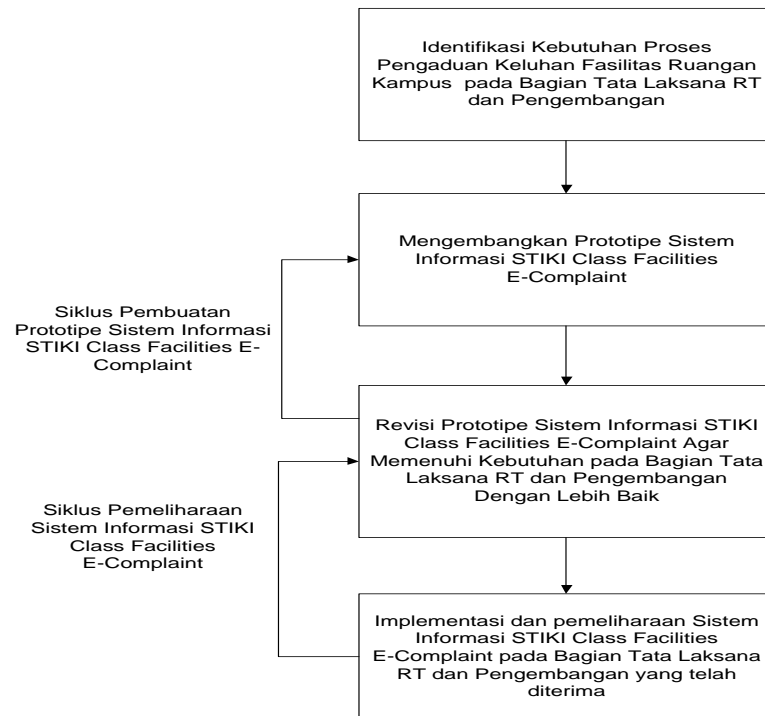 Identifikasi Kebutuhan Proses
Pengaduan Keluhan Fasilitas Ruangan
Kampus pada Bagian Tata Laksana RT
dan Pengembangan
Mengembangkan Prototipe Sistem
Informasi STIKI Class Facilities
E-Complaint
Siklus Pembuatan
Prototipe Sistem Informasi
STIKI Class Facilities E-
Complaint
Revisi Prototipe Sistem Informasi STIKI
Class Facilities E-Complaint Agar
Memenuhi Kebutuhan pada Bagian Tata
Laksana RT dan Pengembangan
Dengan Lebih Baik
Siklus Pemeliharaan
Sistem Informasi STIKI
Class Facilities
E-Complaint
Implementasi dan pemeliharaan Sistem
Informasi STIKI Class Facilities
E-Complaint pada Bagian Tata Laksana
RT dan Pengembangan yang telah
diterima